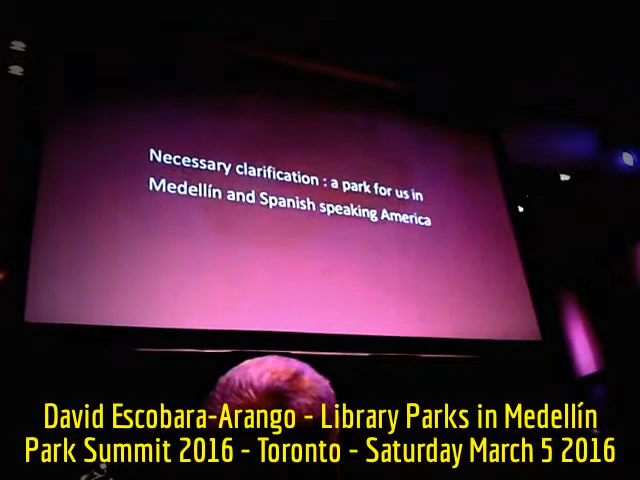 Necessary clarification : a park for us in
Medellín and Spanish speaking America
David Escobara-Arango - Library Parks in Medellín
Park Summit 2016 - Toronto - Saturday March 5 2016